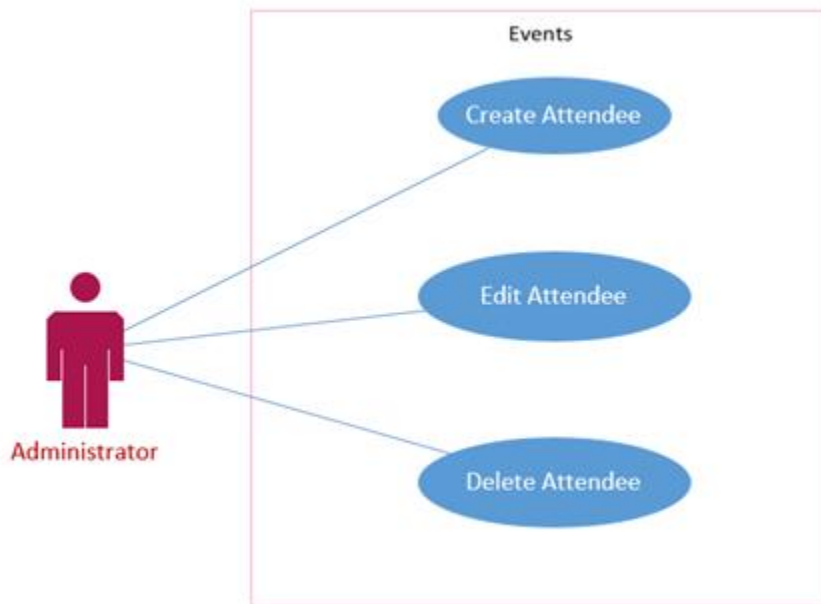 Events
Create Attendee
Edit Attendee
Administrator
Delete Attendee